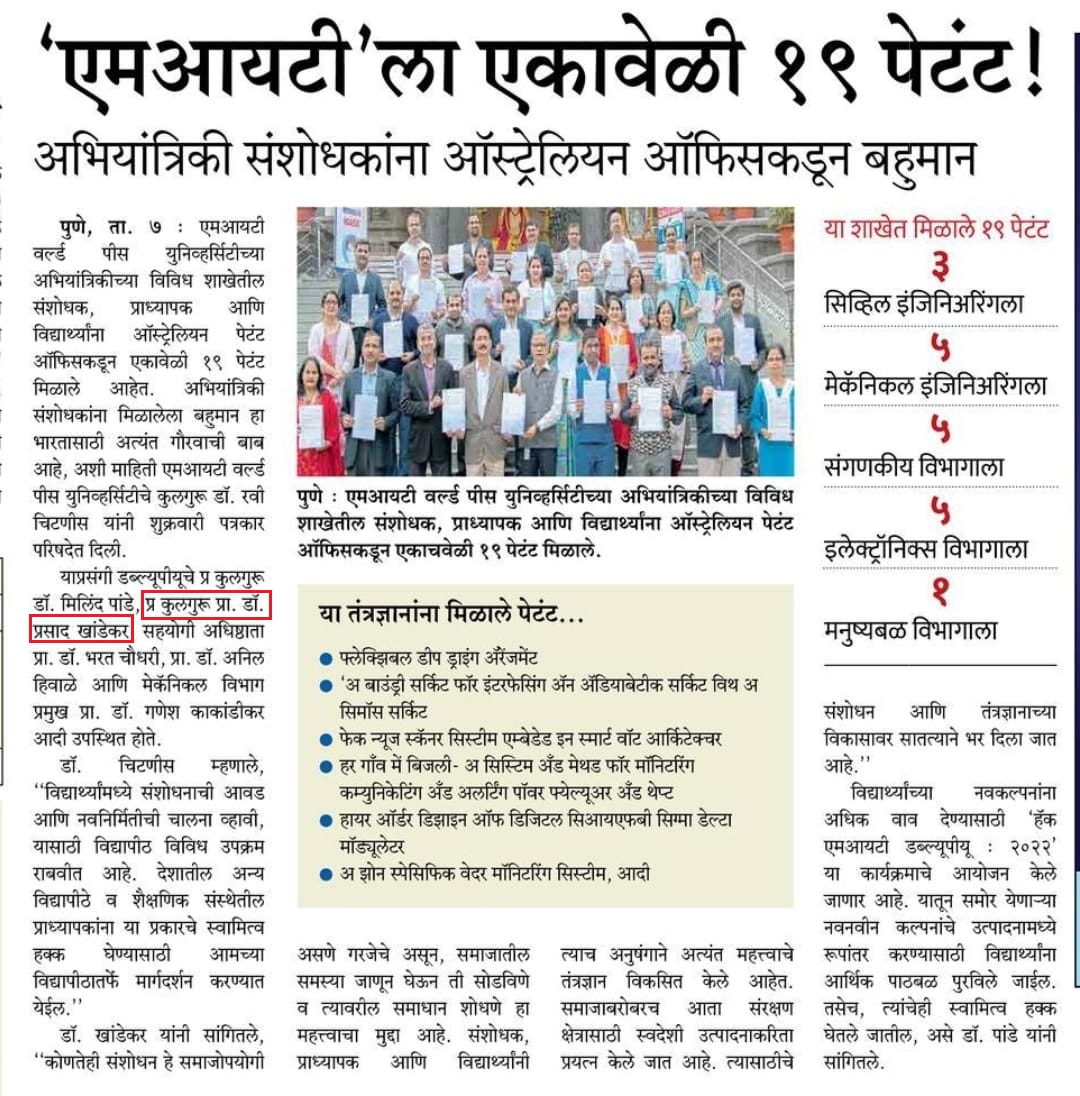 ‘एमआयटी’ला एकावेळी १९ पेटंट!
अभियांत्रिकी संशोधकांना ऑस्ट्रेलियन ऑफिसकडून बहुमान
पुणे, ता. ७ : एमआयटी
वर्ल्ड पीस युनिव्हर्सिटीच्या
अभियांत्रिकीच्या विविध शाखेतील
संशोधक, प्राध्यापक आणि
विद्यार्थ्यांना ऑस्ट्रेलियन पेटंट
ऑफिसकडून एकावेळी १९ पेटंट
मिळाले आहेत. अभियांत्रिकी
संशोधकांना मिळालेला बहुमान हा
भारतासाठी अत्यंत गौरवाची बाब
आहे, अशी माहिती एमआयटी वर्ल्ड
पीस युनिव्हर्सिटीचे कुलगुरू डॉ. रवी
चिटणीस यांनी शुक्रवारी पत्रकार
परिषदेत दिली.
याप्रसंगी डब्ल्यूपीयूचे प्र कुलगुरू
डॉ. मिलिंद पांडे, प्र कुलगुरू प्रा. डॉ.
प्रसाद खांडेकर, सहयोगी अधिष्ठाता
प्रा. डॉ. भरत चौधरी, प्रा. डॉ. अनिल
हिवाळे आणि मेकॅनिकल विभाग
प्रमुख प्रा. डॉ. गणेश काकांडीकर
आदी उपस्थित होते.
डॉ. चिटणीस म्हणाले,
‘‘विद्यार्थ्यांमध्ये संशोधनाची आवड
आणि नवनिर्मितीची चालना व्हावी,
यासाठी विद्यापीठ विविध उपक्रम
राबवीत आहे. देशातील अन्य
विद्यापीठे व शैक्षणिक संस्थेतील
प्राध्यापकांना या प्रकारचे स्वामित्व
हक्क घेण्यासाठी आमच्या
विद्यापीठातर्फे मार्गदर्शन करण्यात
येईल.’’
डॉ. खांडेकर यांनी सांगितले,
‘‘कोणतेही संशोधन हे समाजोपयोगी
पुणे : एमआयटी वर्ल्ड पीस युनिव्हर्सिटीच्या अभियांत्रिकीच्या विविध
शाखेतील संशोधक, प्राध्यापक आणि विद्यार्थ्यांना ऑस्ट्रेलियन पेटंट
ऑफिसकडून एकाचवेळी १९ पेटंट मिळाले.
या तंत्रज्ञानांना मिळाले पेटंट...
● फ्लेक्झिबल डीप ड्राइंग अँरेंजमेंट
● ‘अ बाउंड्री सर्किट फॉर इंटरफेसिंग ॲन ॲडियाबेटीक सर्किट विथ अ
सिमॉस सर्किट
● फेक न्यूज स्कॅनर सिस्टीम एम्बेडेड इन स्मार्ट वॉट आर्किटेक्चर
● हर गाँव में बिजली- अ सिस्टिम अँड मेथड फॉर मॉनिटरिंग
कम्युनिकेटिंग अँड अलर्टिंग पॉवर फ्येल्यूअर अँड थेप्ट
● हायर ऑर्डर डिझाइन ऑफ डिजिटल सिआयएफबी सिग्मा डेल्टा
मॉड्यूलेटर
● अ झोन स्पेसिफिक वेदर मॉनिटरिंग सिस्टीम, आदी
असणे गरजेचे असून, समाजातील
समस्या जाणून घेऊन ती सोडविणे
व त्यावरील समाधान शोधणे हा
महत्त्वाचा मुद्दा आहे. संशोधक,
प्राध्यापक आणि विद्यार्थ्यांनी
त्याच अनुषंगाने अत्यंत महत्त्वाचे
तंत्रज्ञान विकसित केले आहेत.
समाजाबरोबरच आता संरक्षण
क्षेत्रासाठी स्वदेशी उत्पादनाकरिता
प्रयत्न केले जात आहे. त्यासाठीचे
या शाखेत मिळाले १९ पेटंट
३
सिव्हिल इंजिनिअरिंगला
५
मेकॅनिकल इंजिनिअरिंगला
५
संगणकीय विभागाला
५
इलेक्ट्रॉनिक्स विभागाला
१
मनुष्यबळ विभागाला
संशोधन आणि तंत्रज्ञानाच्या
विकासावर सातत्याने भर दिला जात
आहे.’’
विद्यार्थ्यांच्या नवकल्पनांना
अधिक वाव देण्यासाठी ‘हॅक
एमआयटी डब्ल्यूपीयू : २०२२’
या कार्यक्रमाचे आयोजन केले
जाणार आहे. यातून समोर येणाऱ्या
नवनवीन कल्पनांचे उत्पादनामध्ये
रूपांतर करण्यासाठी विद्यार्थ्यांना
आर्थिक पाठबळ पुरविले जाईल.
तसेच, त्यांचेही स्वामित्व हक्क
घेतले जातील, असे डॉ. पांडे यांनी
सांगितले.